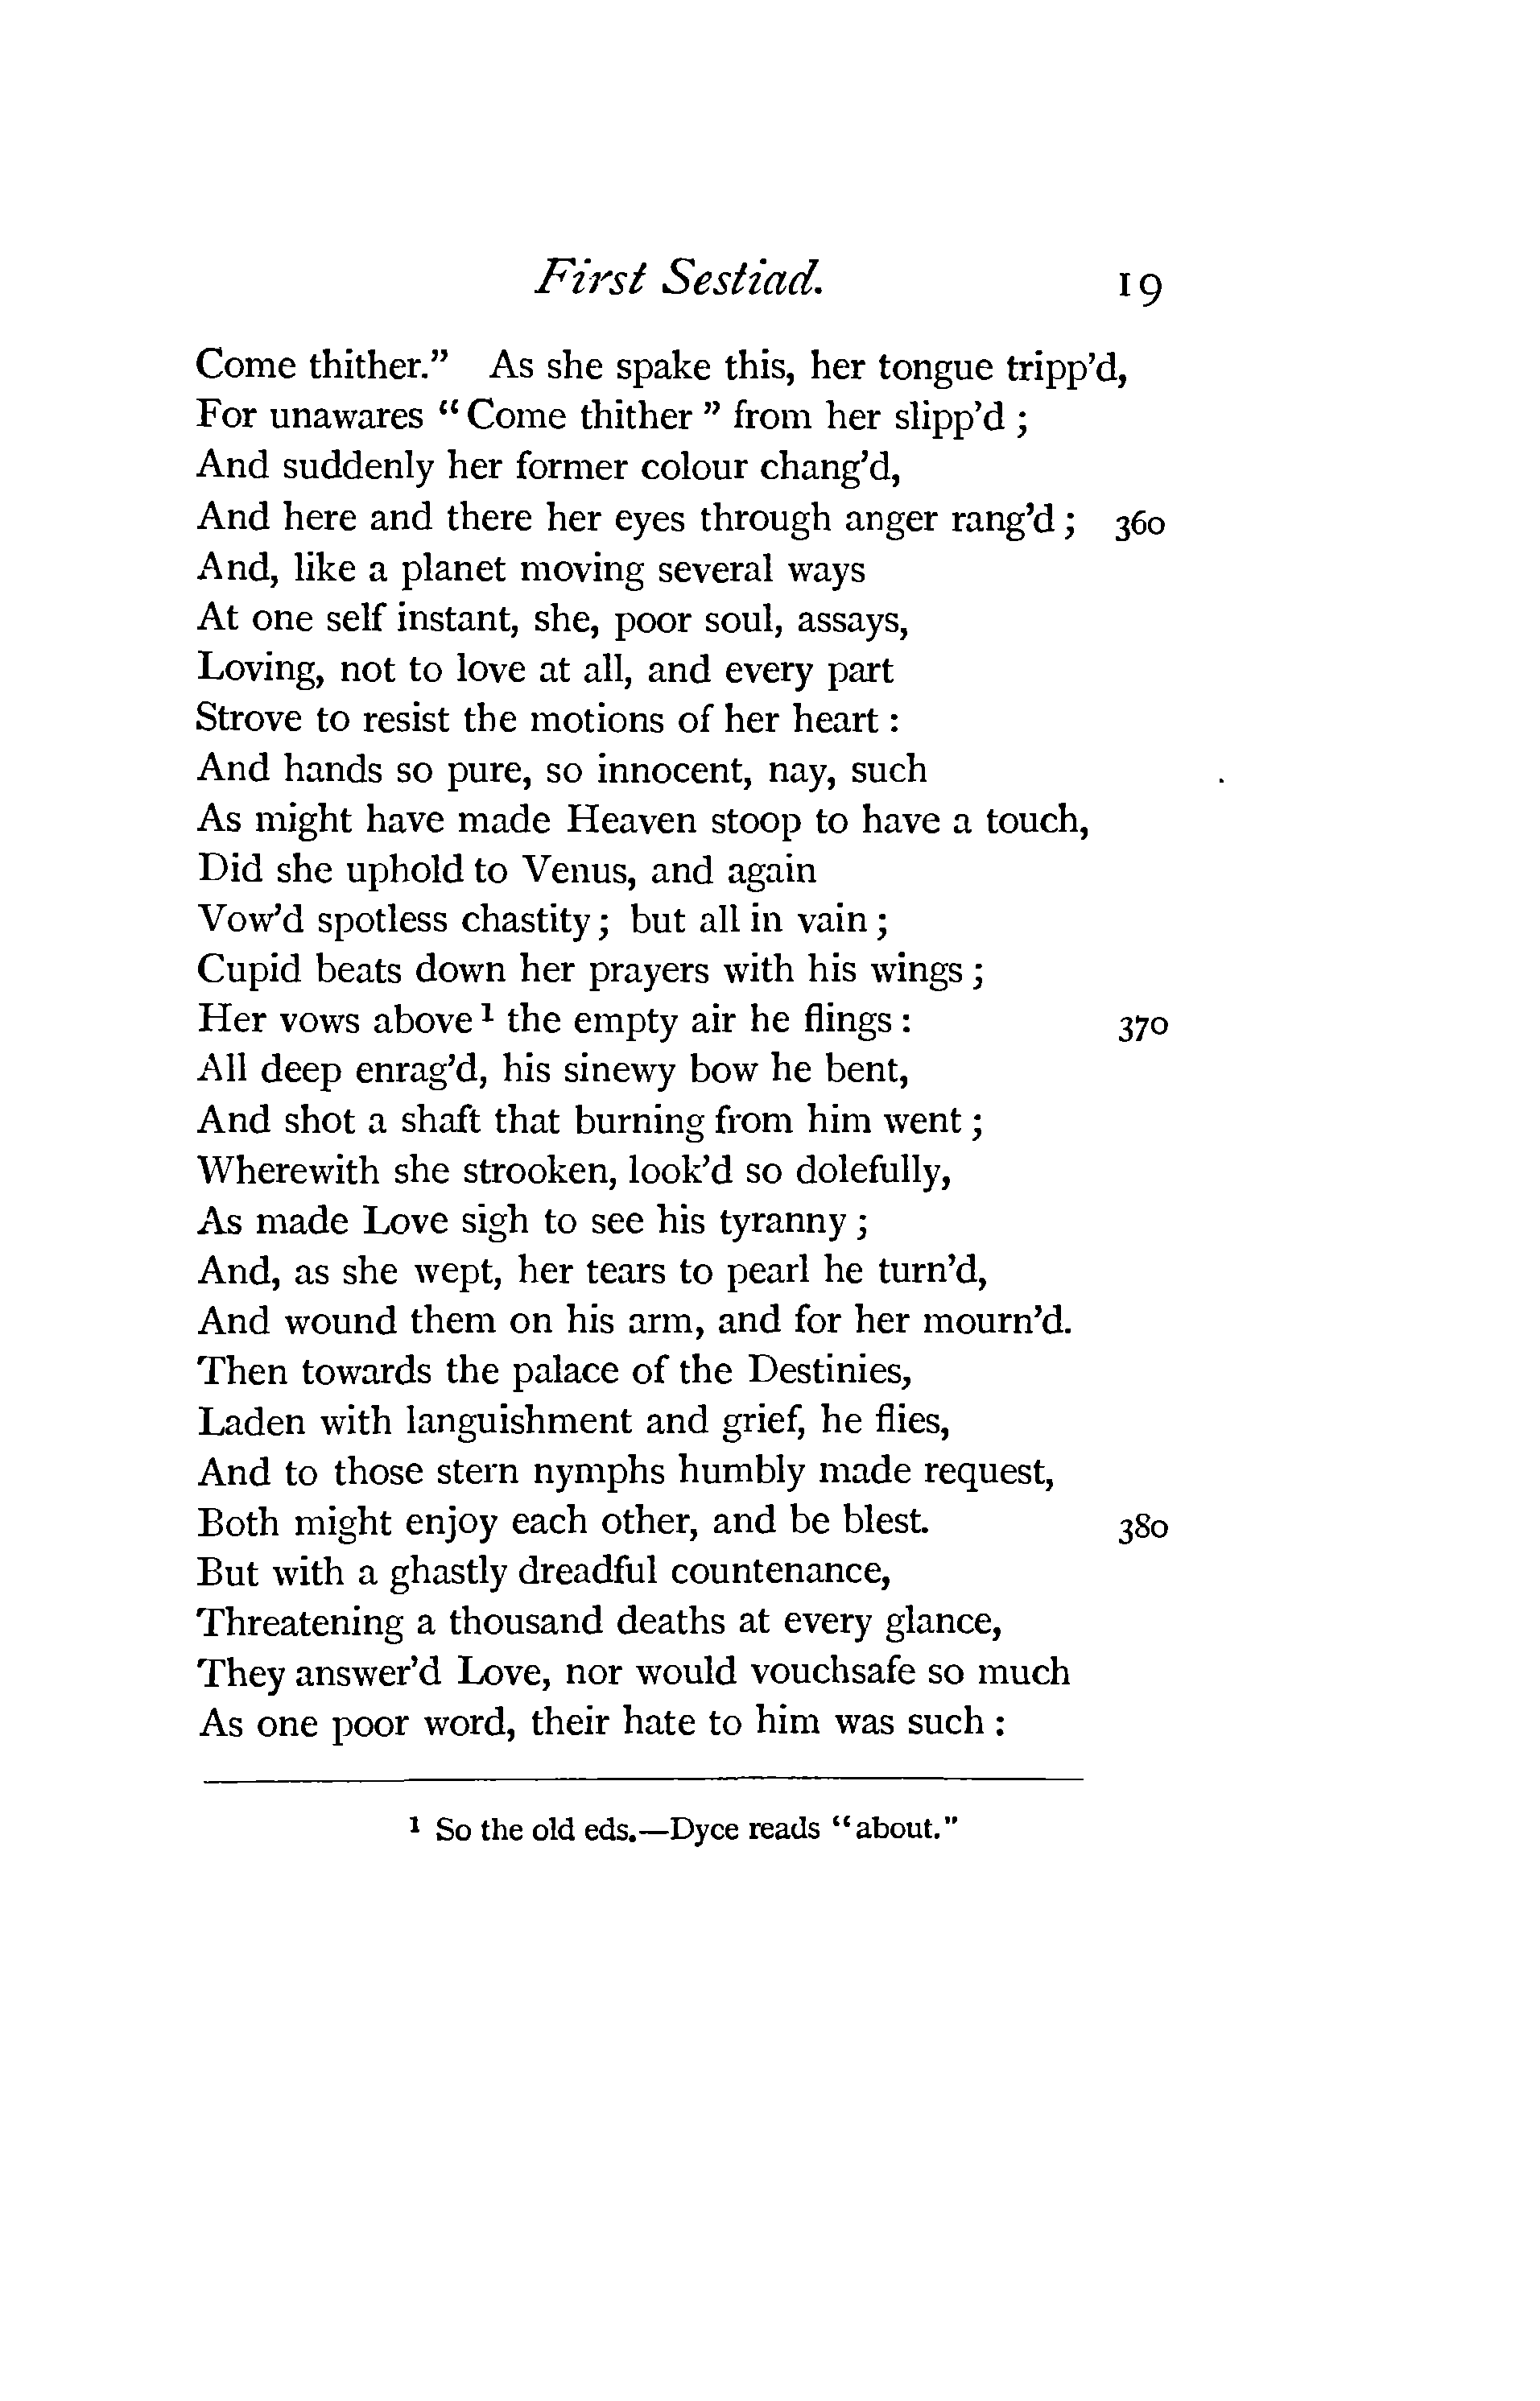 First Sestiad. 19
Come thither.” As she spake this, her tongue tripp’d,
For unawares “Come thither” from her slipp’d;
And suddenly her former colour chang’d,
And here and there her eyes through anger rang’d; 360
And, like a planet moving several ways
At one self instant, she, poor soul, assays,
Loving, not to love at all, and every part
Strove to resist the motions of her heart:
And hands so pure, so innocent, nay, such
As might have made Heaven stoop to have a touch,
Did she uphold to Venus, and again
Vow’d spotless chastity; but all in vain;
Cupid beats down her prayers with his wings;
Her vows above¹ the empty air he flings: 370
All deep enrag’d, his sinewy bow he bent,
And shot a shaft that burning from him went;
Wherewith she strooken, look’d so dolefully,
As made Love sigh to see his tyranny;
And, as she wept, her tears to pearl he turn’d,
And wound them on his arm, and for her mourn’d.
Then towards the palace of the Destinies,
Laden with languishment and grief, he flies,
And to those stern nymphs humbly made request,
Both might enjoy each other, and be blest. 380
But with a ghastly dreadful countenance,
Threatening a thousand deaths at every glance,
They answer’d Love, nor would vouchsafe so much
As one poor word, their hate to him was such:
¹ So the old eds.—Dyce reads “about.”